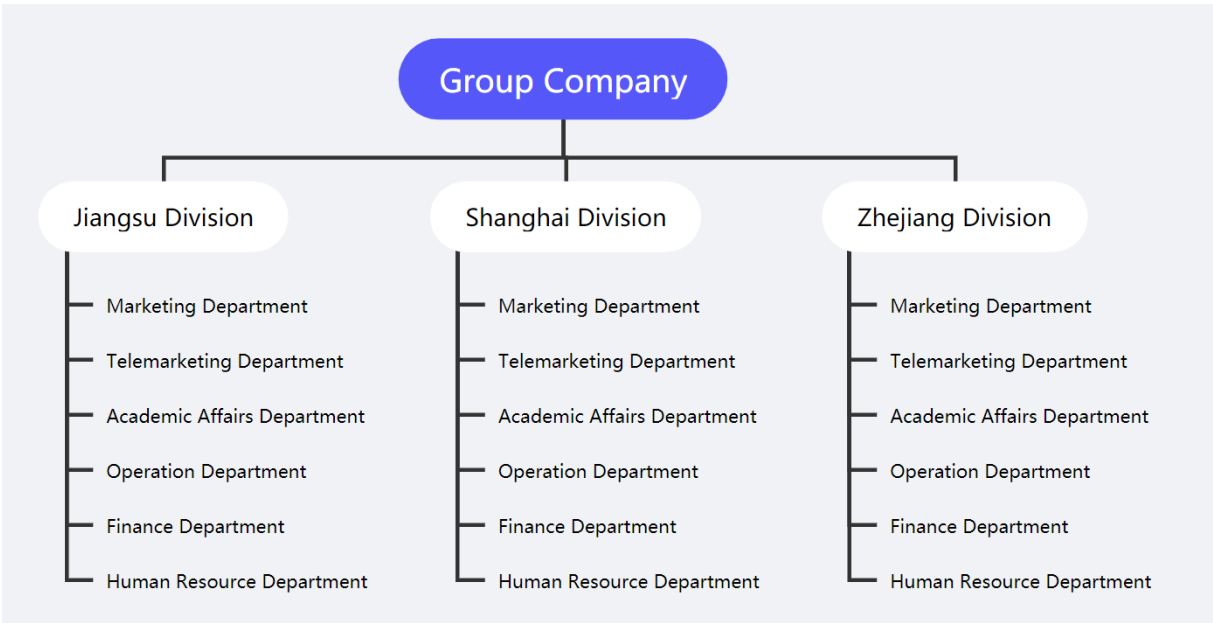 Group Company
Jiangsu Division
Shanghai Division
Zhejiang Division
Marketing Department
Telemarketing Department
Academic Affairs Department
Operation Department
Finance Department
Human Resource Department
Marketing Department
Telemarketing Department
Academic Affairs Department
Operation Department
Finance Department
Human Resource Department
Marketing Department
Telemarketing Department
Academic Affairs Department
Operation Department
Finance Department
Human Resource Department